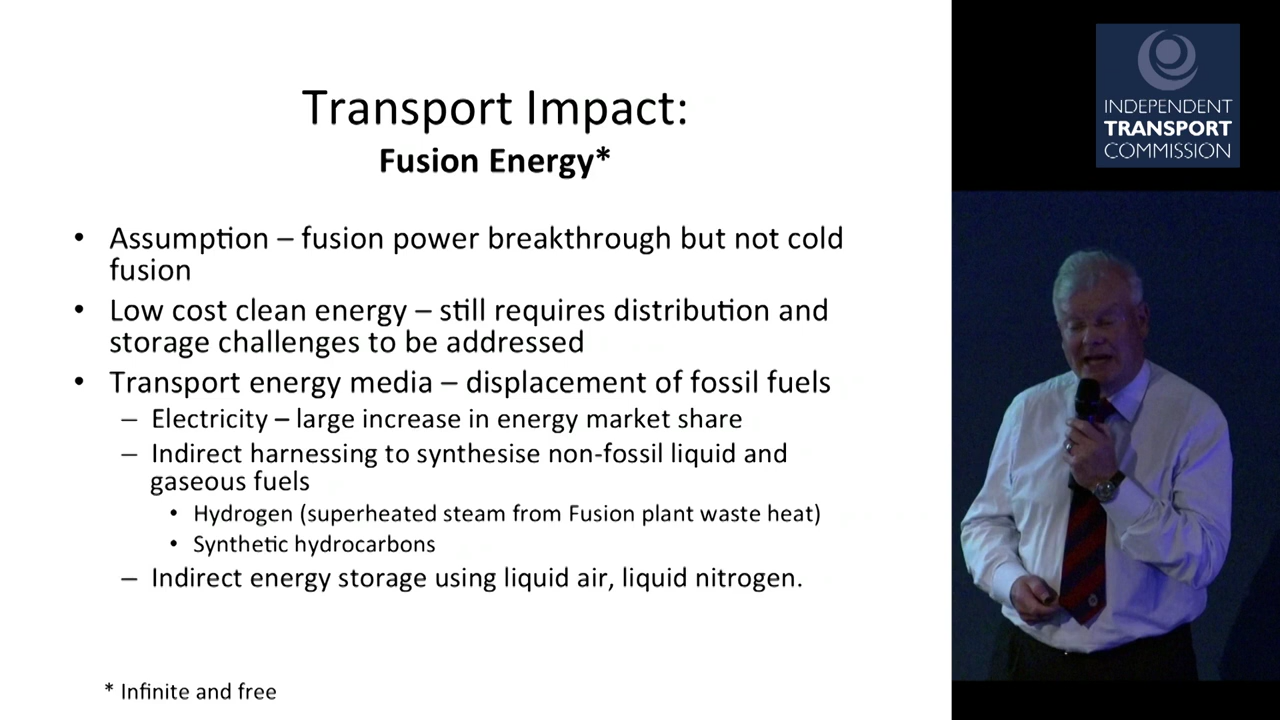 Transport Impact:
Fusion Energy*
• Assumption – fusion power breakthrough but not cold
fusion
• Low cost clean energy – still requires distribution and
storage challenges to be addressed
• Transport energy media – displacement of fossil fuels
– Electricity – large increase in energy market share
– Indirect harnessing to synthesise non-fossil liquid and
gaseous fuels
• Hydrogen (superheated steam from Fusion plant waste heat)
• Synthetic hydrocarbons
– Indirect energy storage using liquid air, liquid nitrogen.
* Infinite and free
INDEPENDENT
TRANSPORT
COMMISSION